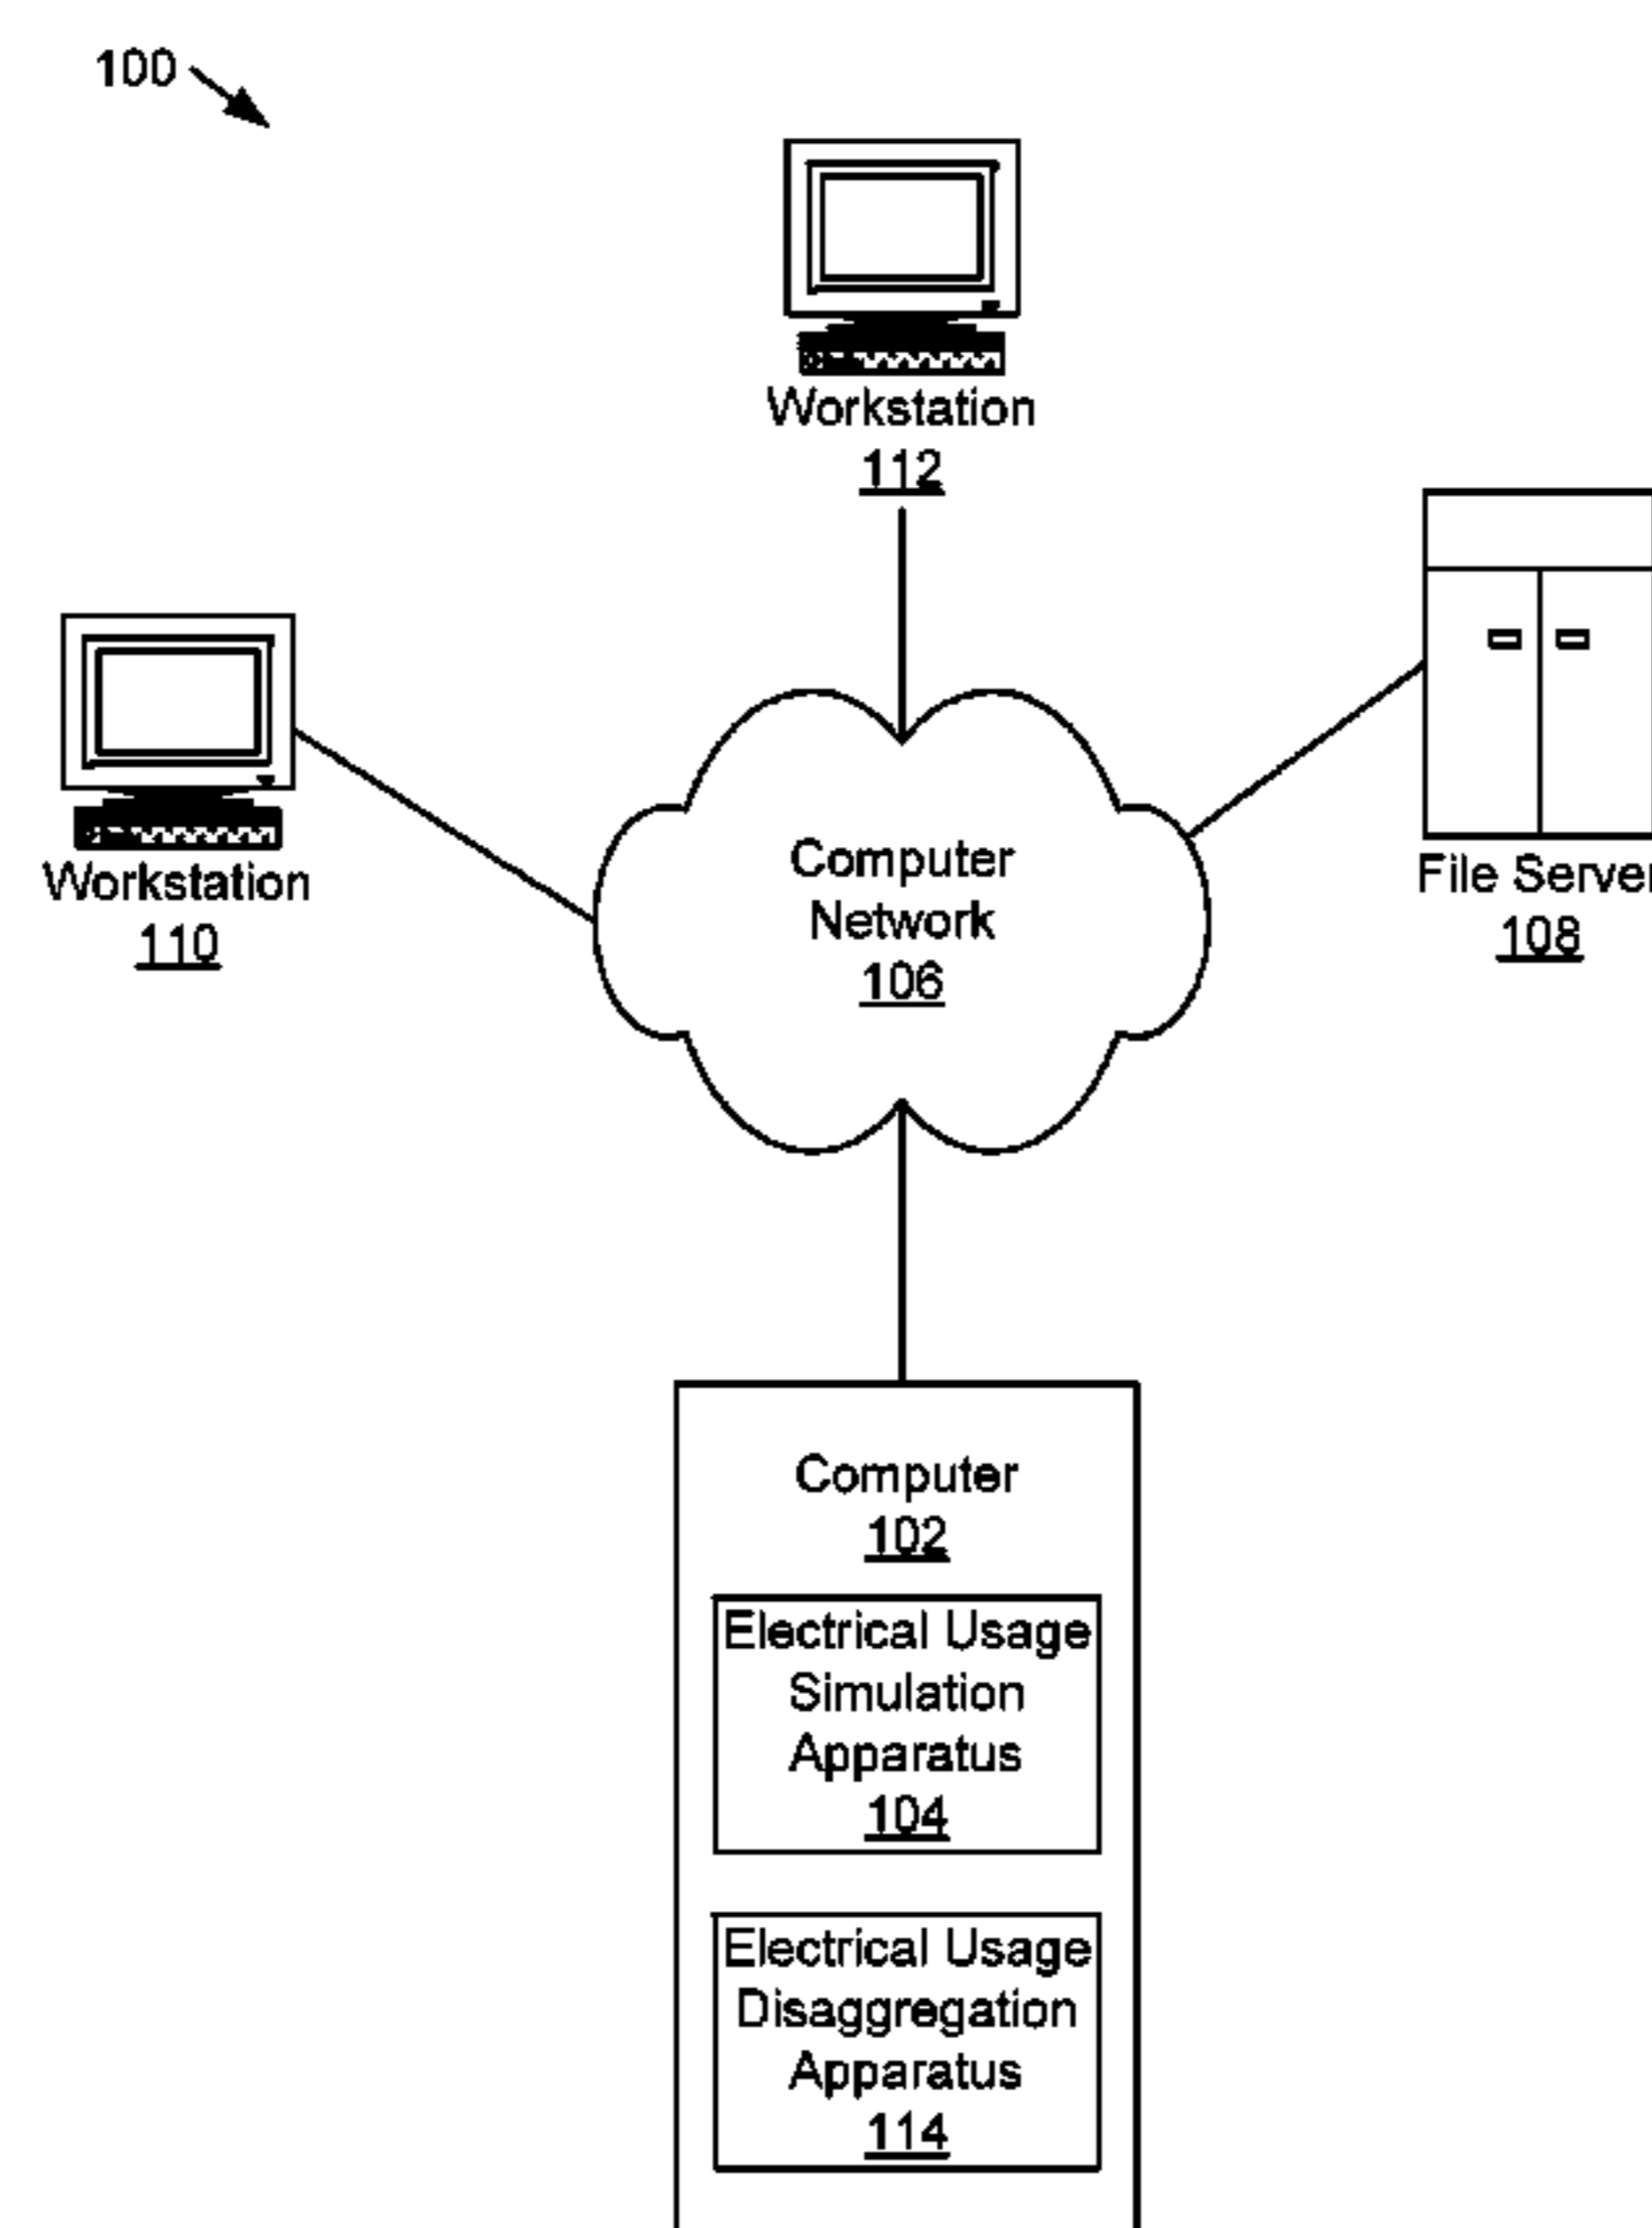 100
Workstation
112
Workstation
110
File Server
108
Computer
Network
106
Computer
102
Electrical Usage
Simulation
Apparatus
104
Electrical Usage
Disaggregation
Apparatus
114